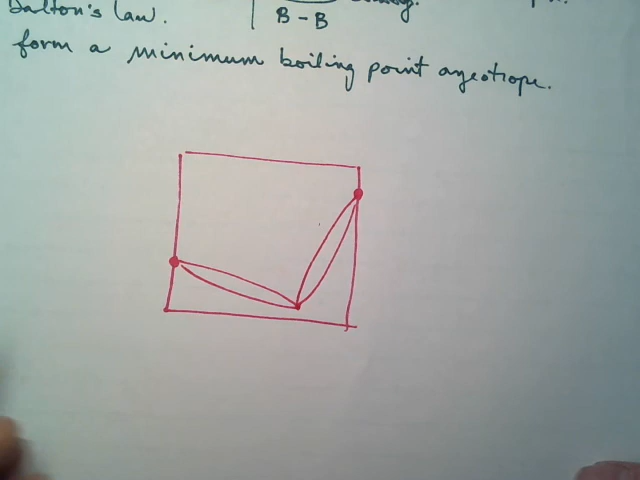 Dalton's law.
B-B
form a minimum boiling point azeotrope.